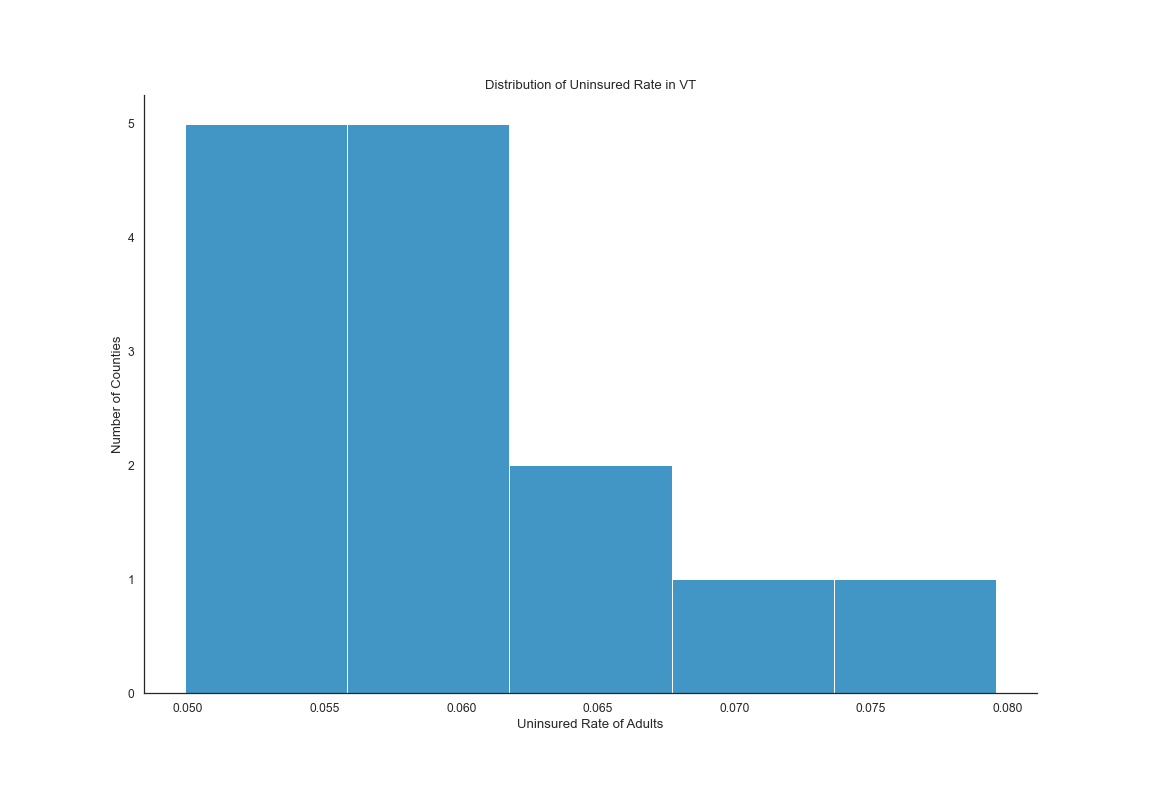 Distribution of Uninsured Rate in VT
5
4
3
2
1
0
Number of Counties
0.050 0.055 0.060 0.065 0.070 0.075 0.080
Uninsured Rate of Adults